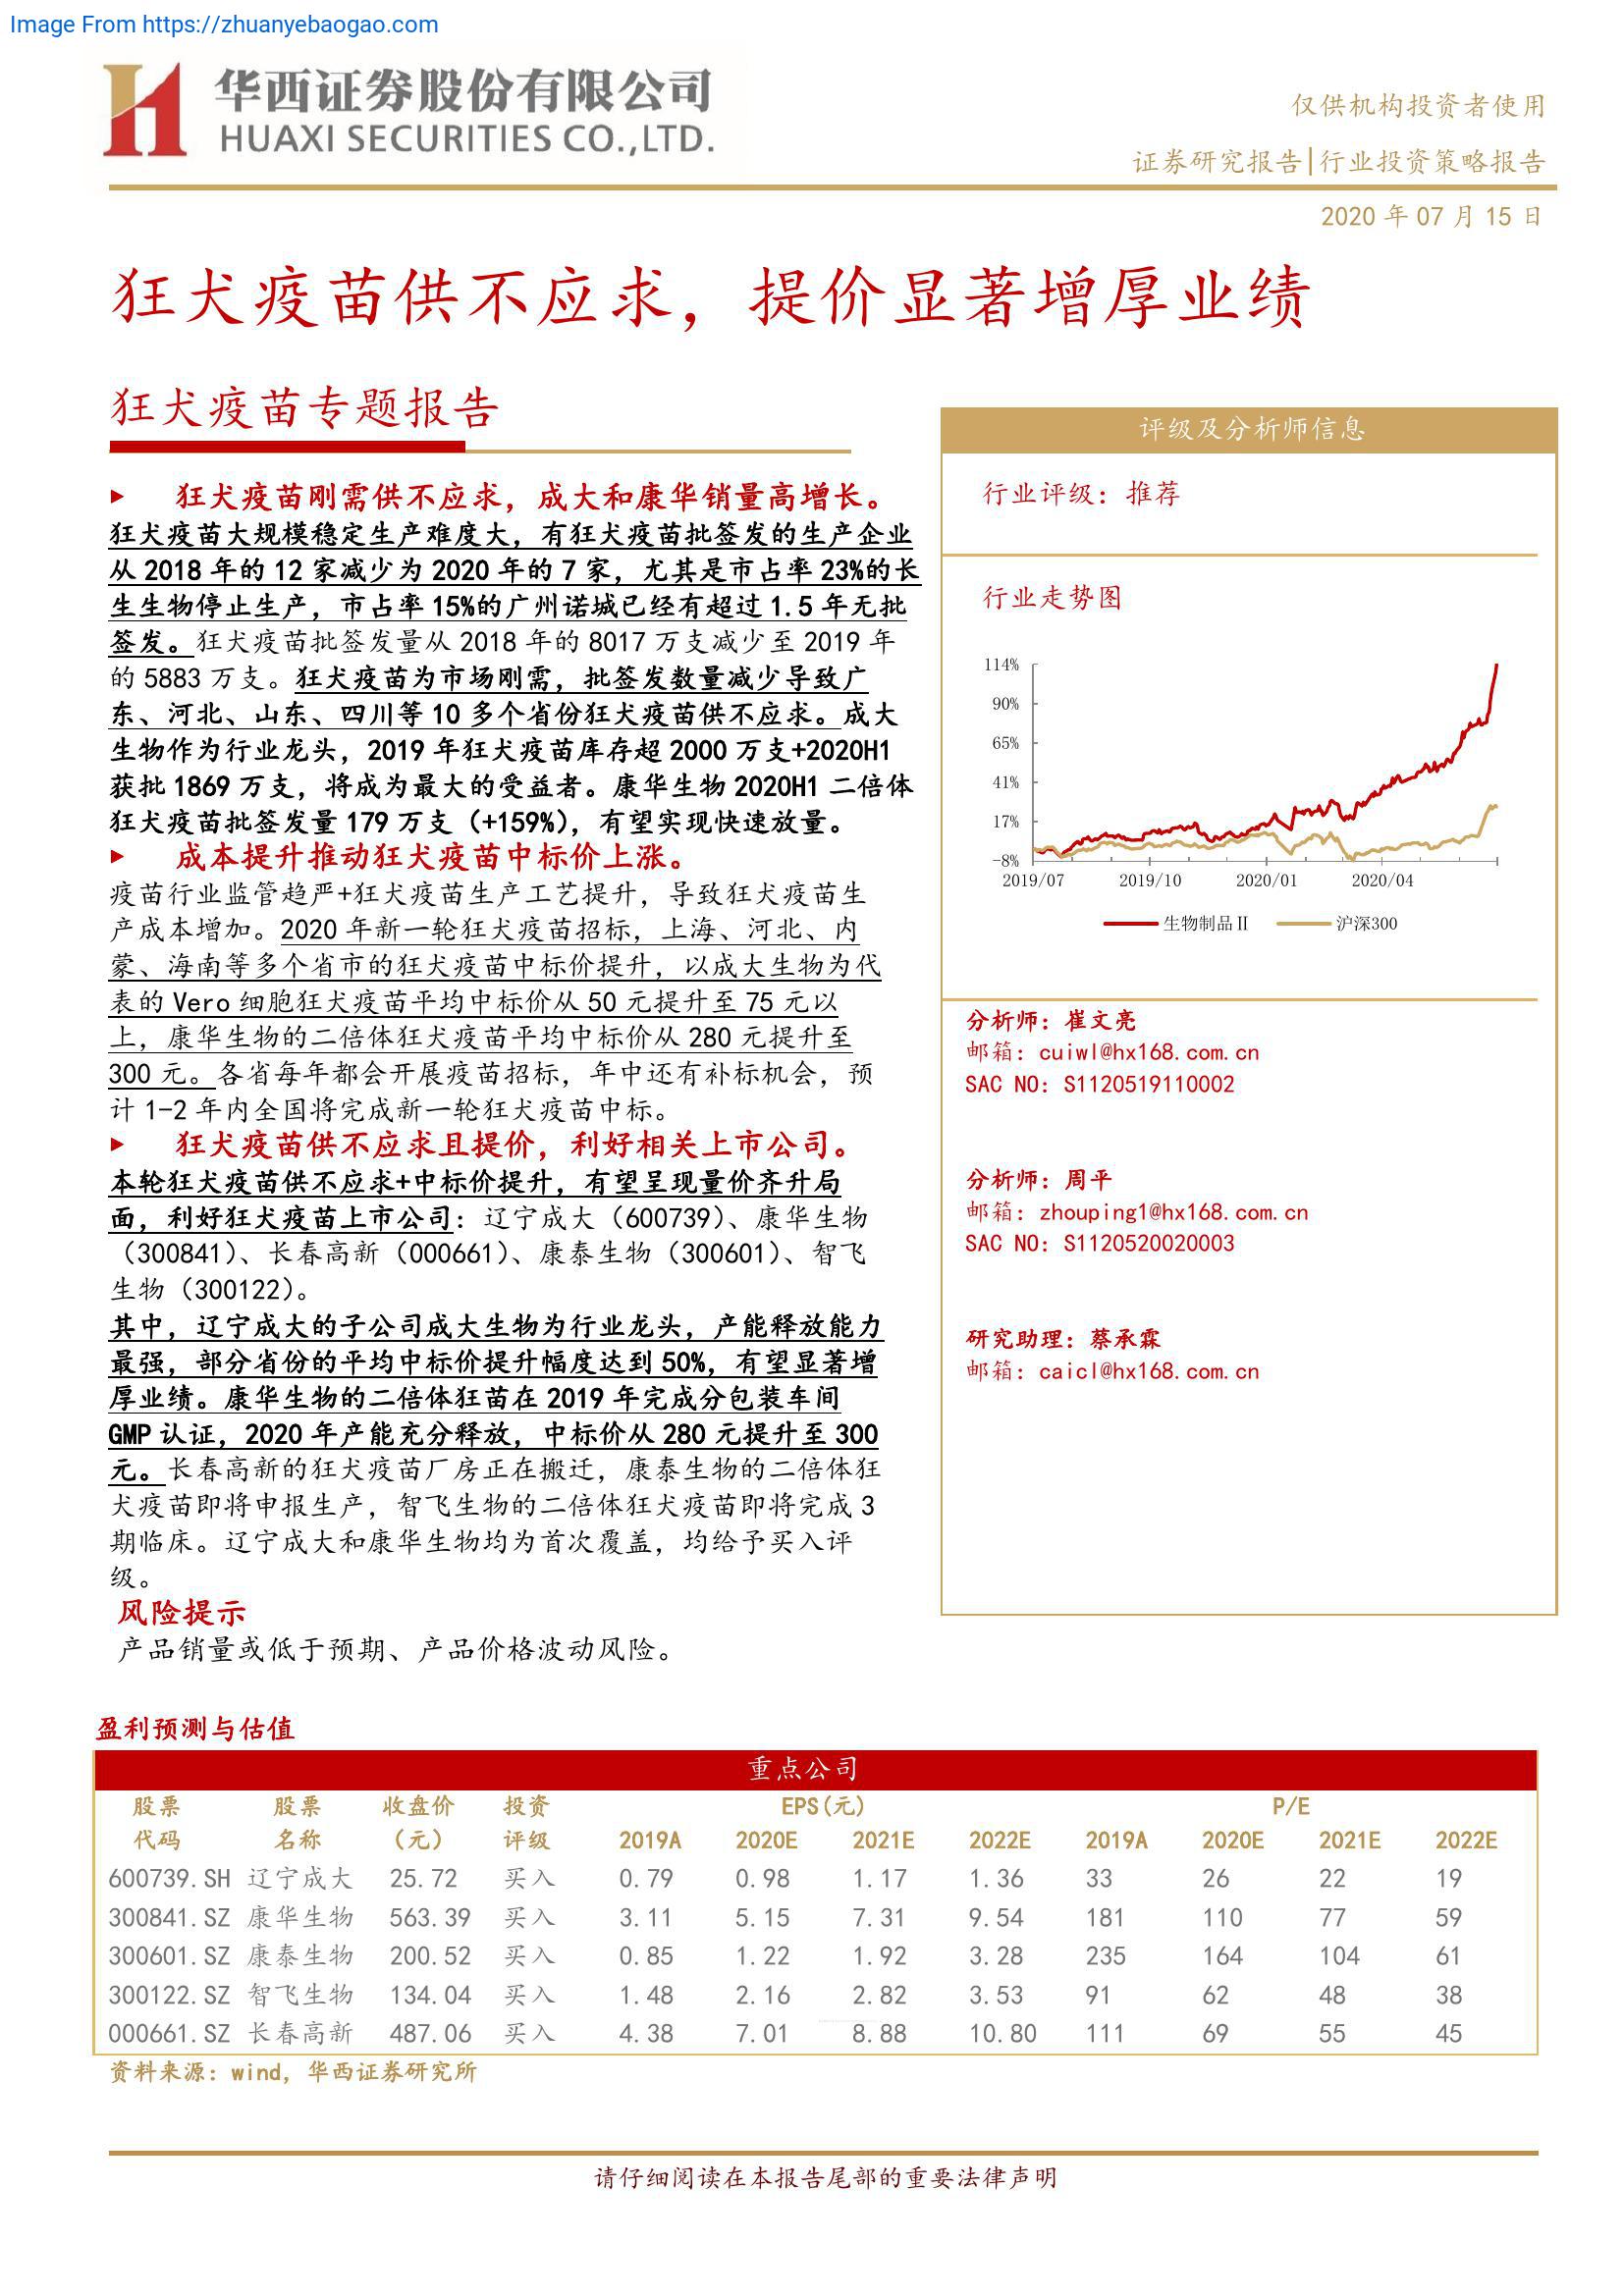 Image From https://zhuanyebaogao.com
华西证券股份有限公司
HUAXI SECURITIES CO.,LTD.
仅供机构投资者使用
证券研究报告|行业投资策略报告
2020 年 07 月 15 日
狂犬疫苗供不应求，提价显著增厚业绩
狂犬疫苗专题报告
狂犬疫苗刚需供不应求，成大和康华销量高增长。
狂犬疫苗大规模稳定生产难度大，有狂犬疫苗批签发的生产企业
从 2018 年的 12 家减少为 2020 年的 7 家，尤其是市占率 23%的长
生生物停止生产，市占率 15%的广州诺城已经有超过 1.5 年无批
签发。狂犬疫苗批签发量从 2018 年的 8017 万支减少至 2019 年
的 5883 万支。狂犬疫苗为市场刚需，批签发数量减少导致广
东、河北、山东、四川等 10 多个省份狂犬疫苗供不应求。成大
生物作为行业龙头，2019 年狂犬疫苗库存超 2000 万支+2020H1
获批 1869 万支，将成为最大的受益者。康华生物 2020H1 二倍体
狂犬疫苗批签发量 179 万支（+159%），有望实现快速放量。
成本提升推动狂犬疫苗中标价上涨。
疫苗行业监管趋严+狂犬疫苗生产工艺提升，导致狂犬疫苗生
产成本增加。2020 年新一轮狂犬疫苗招标，上海、河北、内
蒙、海南等多个省市的狂犬疫苗中标价提升，以成大生物为代
表的 Vero 细胞狂犬疫苗平均中标价从 50 元提升至 75 元以
上，康华生物的二倍体狂犬疫苗平均中标价从 280 元提升至
300 元。各省每年都会开展疫苗招标，年中还有补标机会，预
计 1-2 年内全国将完成新一轮狂犬疫苗中标。
狂犬疫苗供不应求且提价，利好相关上市公司。
本轮狂犬疫苗供不应求+中标价提升，有望呈现量价齐升局
面，利好狂犬疫苗上市公司：辽宁成大（600739）、康华生物
（300841）、长春高新（000661）、康泰生物（300601）、智飞
生物（300122）。
其中，辽宁成大的子公司成大生物为行业龙头，产能释放能力
最强，部分省份的平均中标价提升幅度达到 50%，有望显著增
厚业绩。康华生物的二倍体狂苗在 2019 年完成分包装车间
GMP 认证，2020 年产能充分释放，中标价从 280 元提升至 300
元。长春高新的狂犬疫苗厂房正在搬迁，康泰生物的二倍体狂
犬疫苗即将申报生产，智飞生物的二倍体狂犬疫苗即将完成 3
期临床。辽宁成大和康华生物均为首次覆盖，均给予买入评
级。
风险提示
产品销量或低于预期、产品价格波动风险。
评级及分析师信息
行业评级：推荐
行业走势图
114%
90%
65%
41%
17%
-8%
2019/07 2019/10 2020/01 2020/04
生物制品Ⅱ 沪深300
分析师：崔文亮
邮箱：cuiwl@hx168.com.cn
SAC NO：S1120519110002
分析师：周平
邮箱：zhouping1@hx168.com.cn
SAC NO：S1120520020003
研究助理：蔡承霖
邮箱：caicl@hx168.com.cn
盈利预测与估值
重点公司
股票 股票 收盘价 投资 EPS(元) P/E
代码 名称 （元） 评级 2019A 2020E 2021E 2022E 2019A 2020E 2021E 2022E
600739.SH 辽宁成大 25.72 买入 0.79 0.98 1.17 1.36 33 26 22 19
300841.SZ 康华生物 563.39 买入 3.11 5.15 7.31 9.54 181 110 77 59
300601.SZ 康泰生物 200.52 买入 0.85 1.22 1.92 3.28 235 164 104 61
300122.SZ 智飞生物 134.04 买入 1.48 2.16 2.82 3.53 91 62 48 38
000661.SZ 长春高新 487.06 买入 4.38 7.01 8.88 10.80 111 69 55 45
资料来源：wind，华西证券研究所
请仔细阅读在本报告尾部的重要法律声明